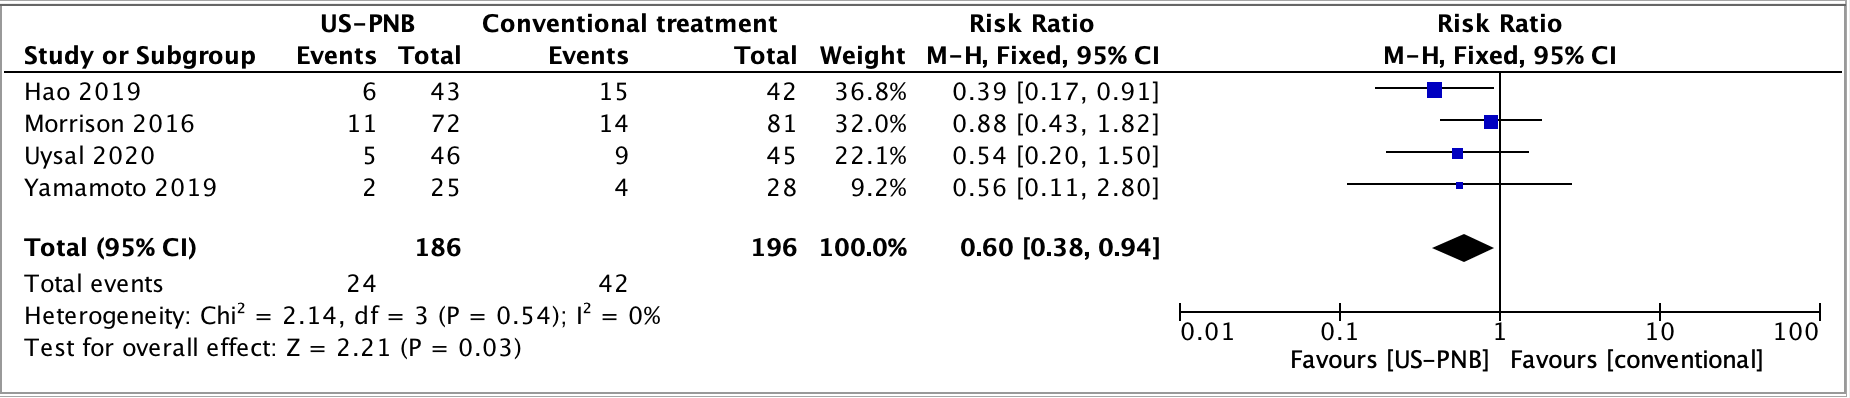 US-PNB Conventional treatment Risk Ratio Risk Ratio
Study or Subgroup Events Total Events Total Weight M-H, Fixed, 95% CI M-H, Fixed, 95% CI
Hao 2019 6 43 15 42 36.8% 0.39 [0.17, 0.91]
Morrison 2016 11 72 14 81 32.0% 0.88 [0.43, 1.82]
Uysal 2020 5 46 9 45 22.1% 0.54 [0.20, 1.50]
Yamamoto 2019 2 25 4 28 9.2% 0.56 [0.11, 2.80]
Total (95% CI) 186 196 100.0% 0.60 [0.38, 0.94]
Total events 24 42
Heterogeneity: Chi² = 2.14, df = 3 (P = 0.54); I² = 0%
Test for overall effect: Z = 2.21 (P = 0.03)
0.01 0.1 1 10 100
Favours [US-PNB] Favours [conventional]